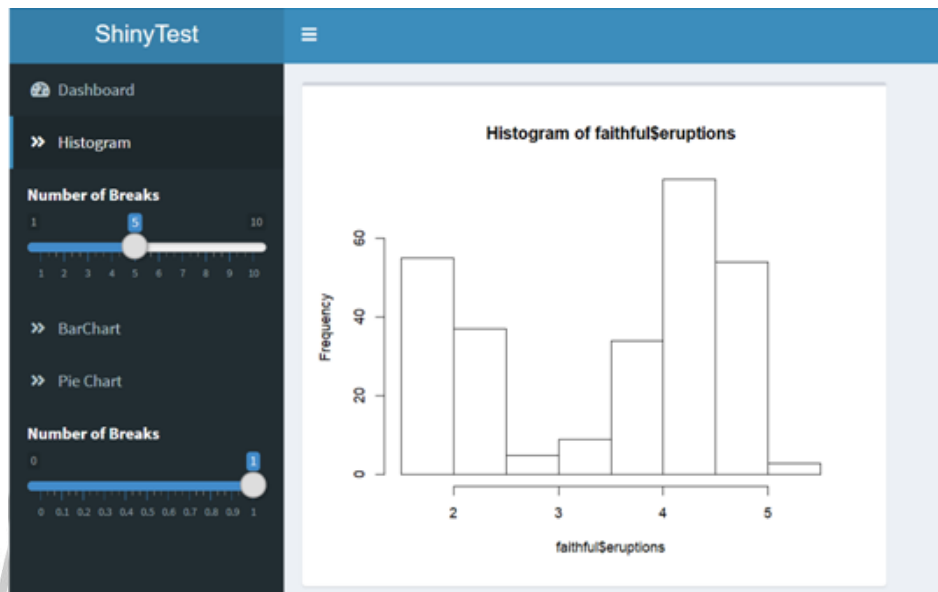 ShinyTest
Dashboard
Histogram
Number of Breaks
1 5 10
1 2 3 4 5 6 7 8 9 10
BarChart
Pie Chart
Number of Breaks
0 1
0 0.1 0.2 0.3 0.4 0.5 0.6 0.7 0.8 0.9 1
Histogram of faithful$eruptions
Frequency
60
40
20
0
2 3 4 5
faithful$eruptions